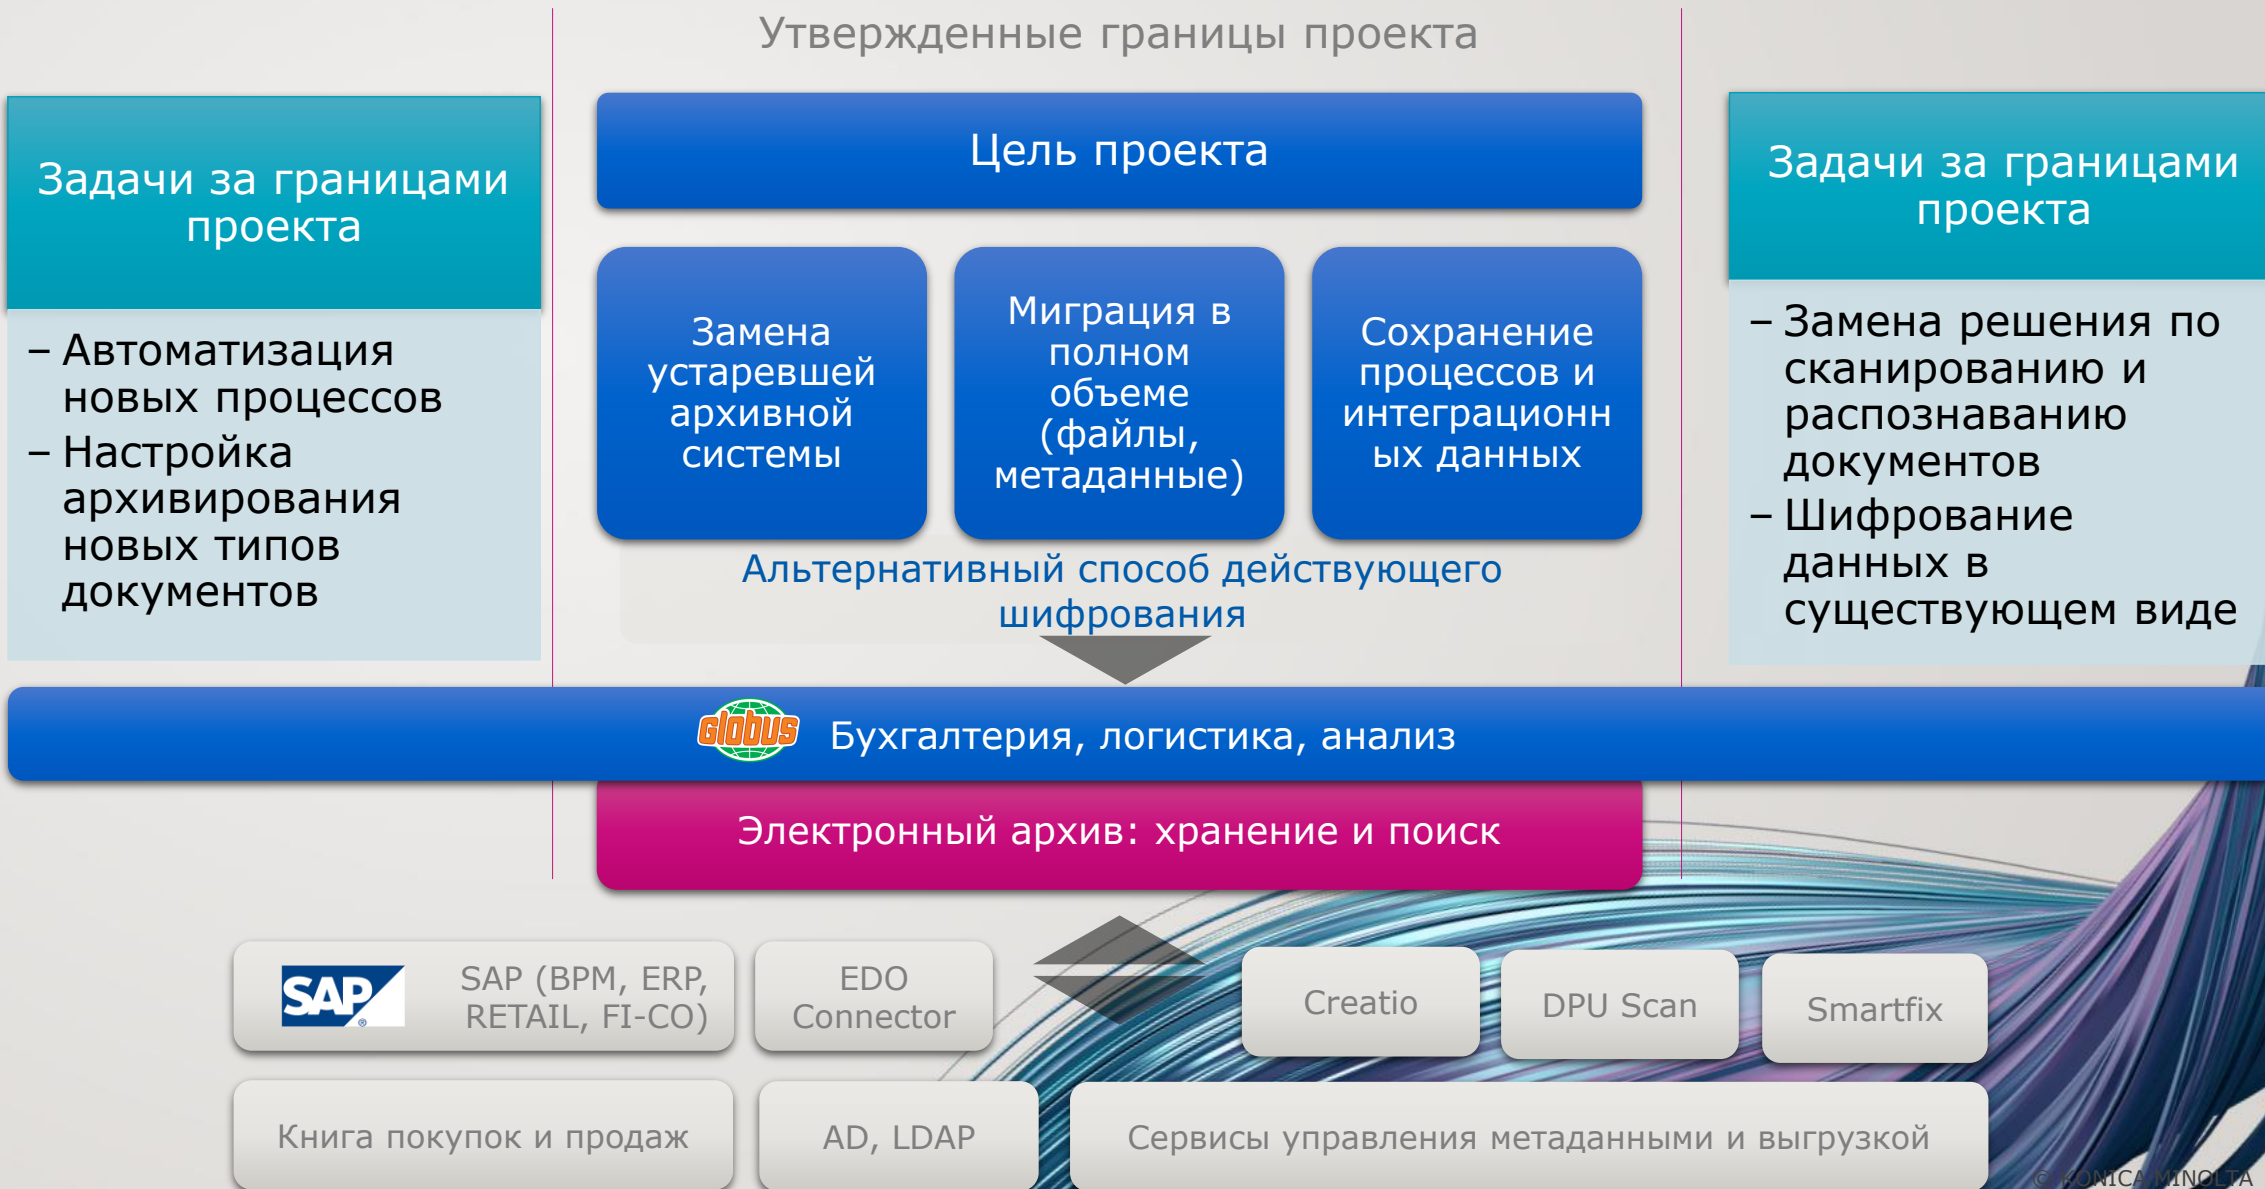 Утвержденные границы проекта
Задачи за границами
проекта
– Автоматизация
новых процессов
– Настройка
архивирования
новых типов
документов
Цель проекта
Замена
устаревшей
архивной
системы
Миграция в
полном
объеме
(файлы,
метаданные)
Сохранение
процессов и
интеграционн
ых данных
Альтернативный способ действующего
шифрования
Задачи за границами
проекта
– Замена решения по
сканированию и
распознаванию
документов
– Шифрование
данных в
существующем виде
Globus
Бухгалтерия, логистика, анализ
Электронный архив: хранение и поиск
SAP
®
SAP (BPM, ERP,
RETAIL, FI-CO)
EDO
Connector
Creatio
DPU Scan
Smartfix
Книга покупок и продаж
AD, LDAP
Сервисы управления метаданными и выгрузкой
© KONICA MINOLTA